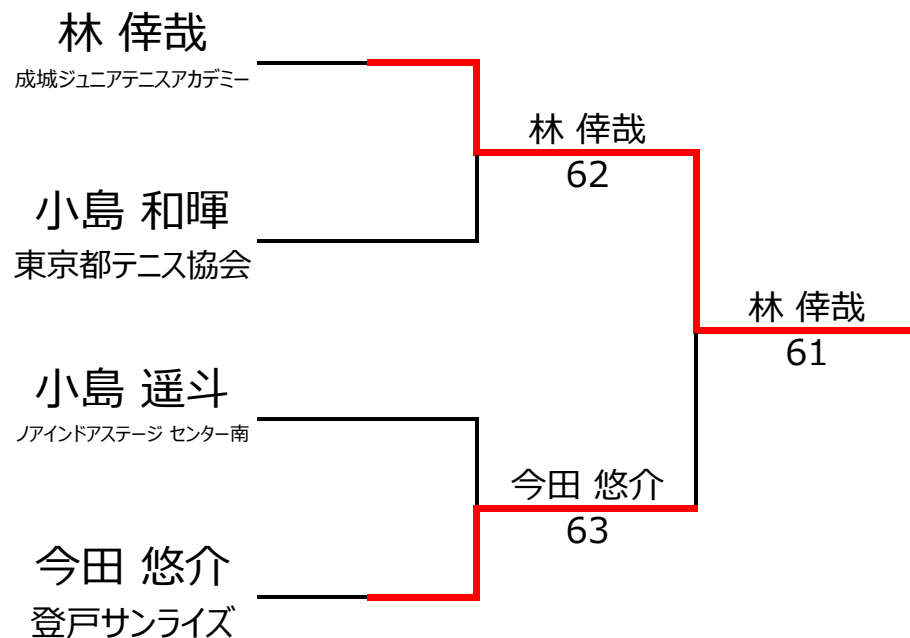 林 倖哉
成城ジュニアテニスアカデミー
林 倖哉
62
小島 和暉
東京都テニス協会
林 倖哉
61
小島 遥斗
ノアインドアステージ センター南
今田 悠介
63
今田 悠介
登戸サンライズ